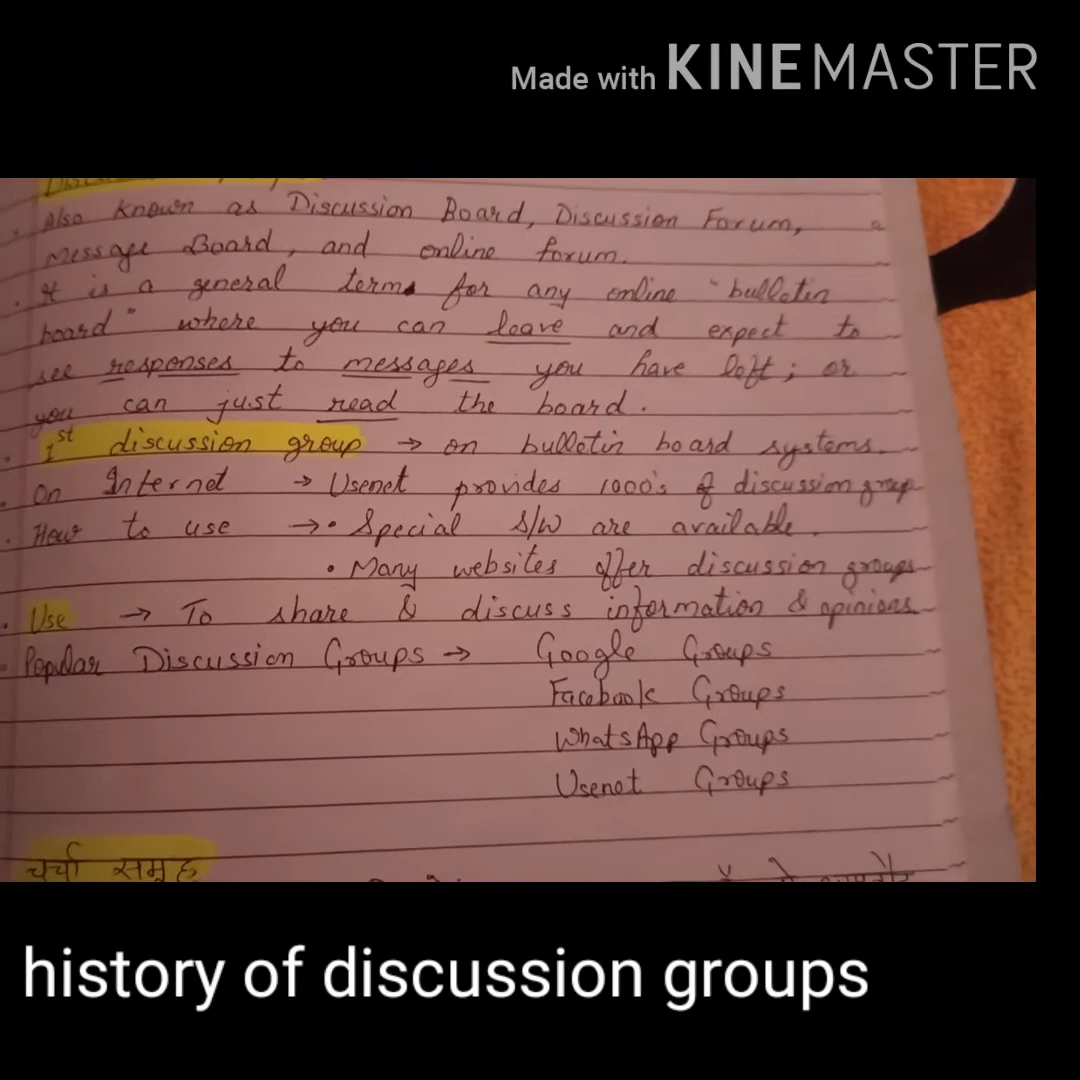 Made with KINEMASTER
Also known as Discussion Board, Discussion Forum,
Message Board, and online forum.
It is a general term for any online "bulletin
board" where you can leave and expect to
see responses to messages you have left; or
you can just read the board.
1st discussion group → on bulletin board systems.
On Internet → Usenet provides 1000's of discussion group
How to use → • Special S/W are available.
• Many websites offer discussion groups
Use → To share & discuss information & opinions
Popular Discussion Groups → Google Groups
Facebook Groups
WhatsApp Groups
Usenet Groups
चर्चा समूह
history of discussion groups